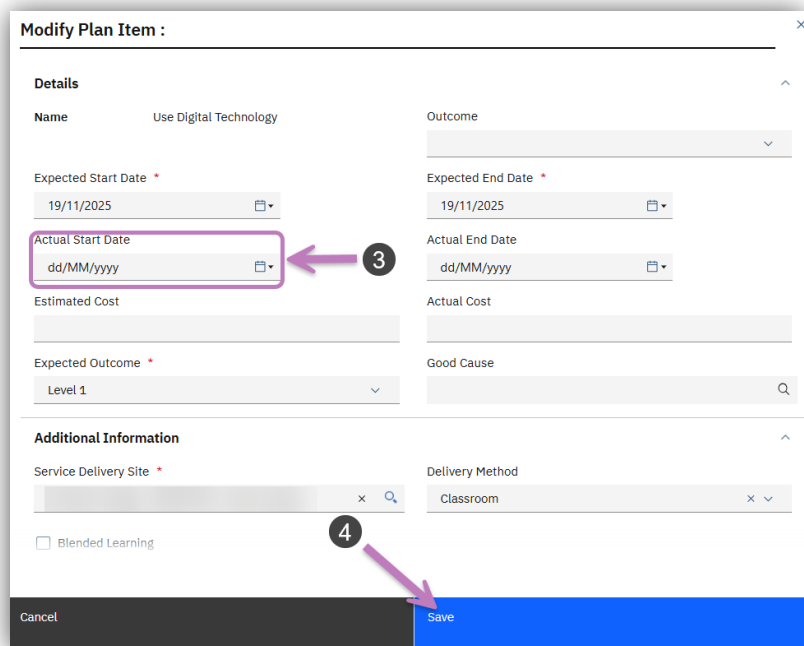 Modify Plan Item :
Details
Name Use Digital Technology
Outcome
Expected Start Date *
19/11/2025
Expected End Date *
19/11/2025
Actual Start Date
dd/MM/yyyy
3
Actual End Date
dd/MM/yyyy
Estimated Cost
Actual Cost
Expected Outcome *
Level 1
Good Cause
Additional Information
Service Delivery Site *
Delivery Method
Classroom
4
Blended Learning
Cancel
Save